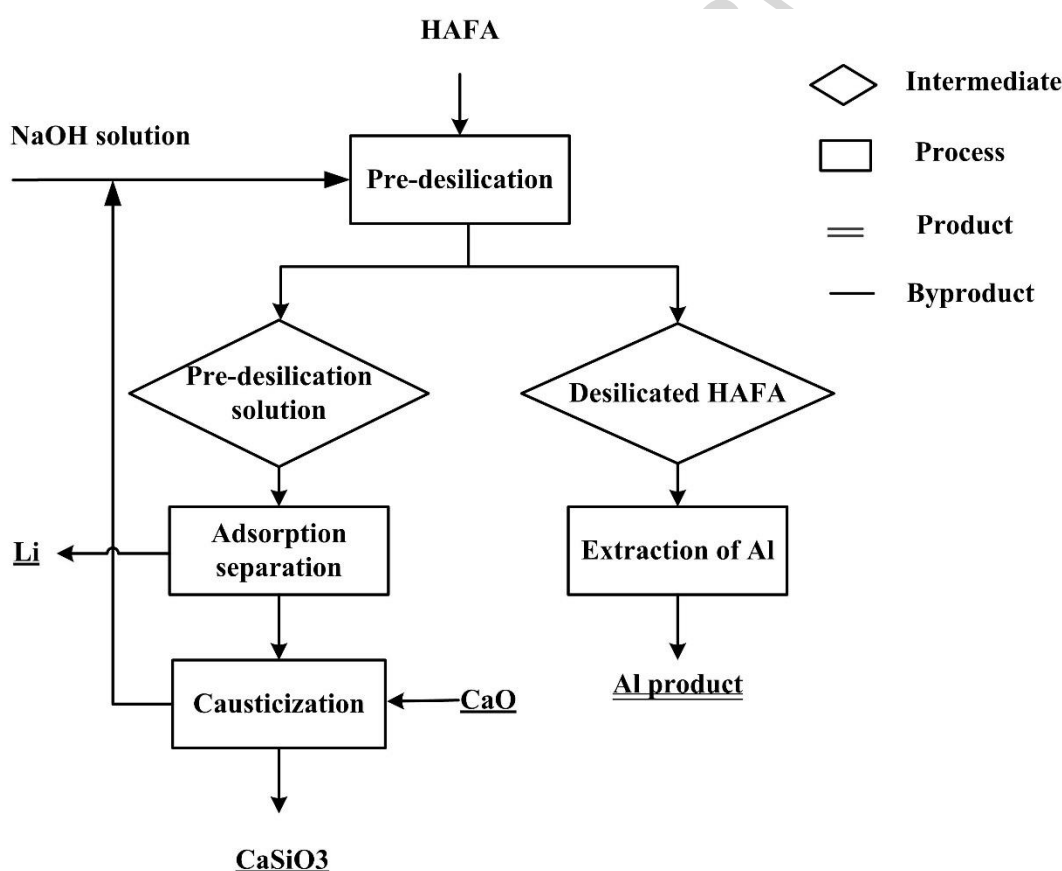 HAFA
Intermediate
NaOH solution
Process
Pre-desilication
Product
Byproduct
Pre-desilication
solution
Desilicated HAFA
Li
Adsorption
separation
Extraction of Al
Causticization
CaO
Al product
CaSiO3